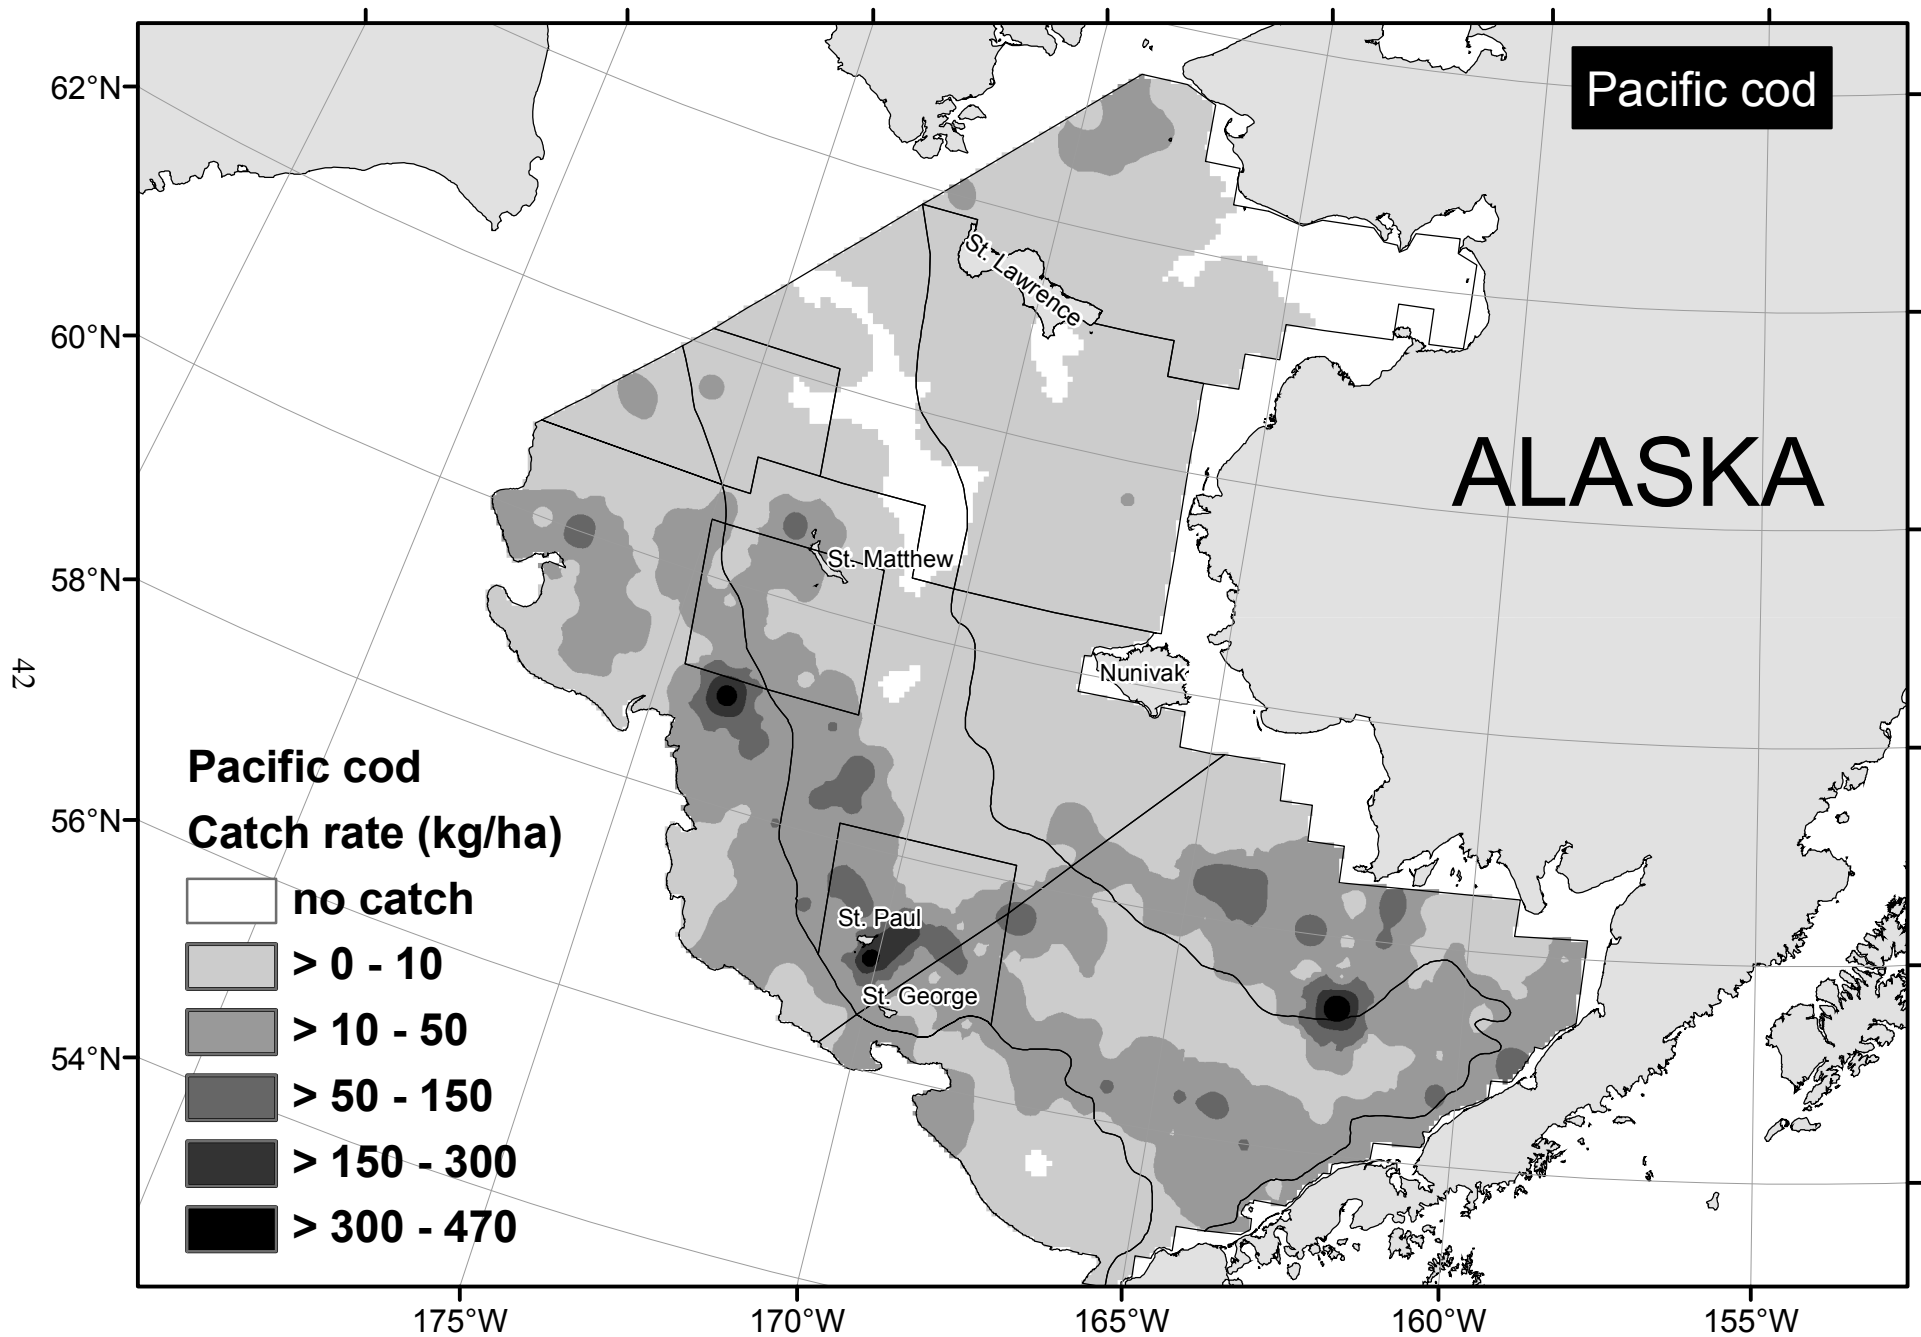 Pacific cod
62°N
60°N
58°N
56°N
54°N
St. Lawrence
ALASKA
St. Matthew
Nunivak
St. Paul
St. George
42
Pacific cod
Catch rate (kg/ha)
no catch
> 0 - 10
> 10 - 50
> 50 - 150
> 150 - 300
> 300 - 470
175°W
170°W
165°W
160°W
155°W